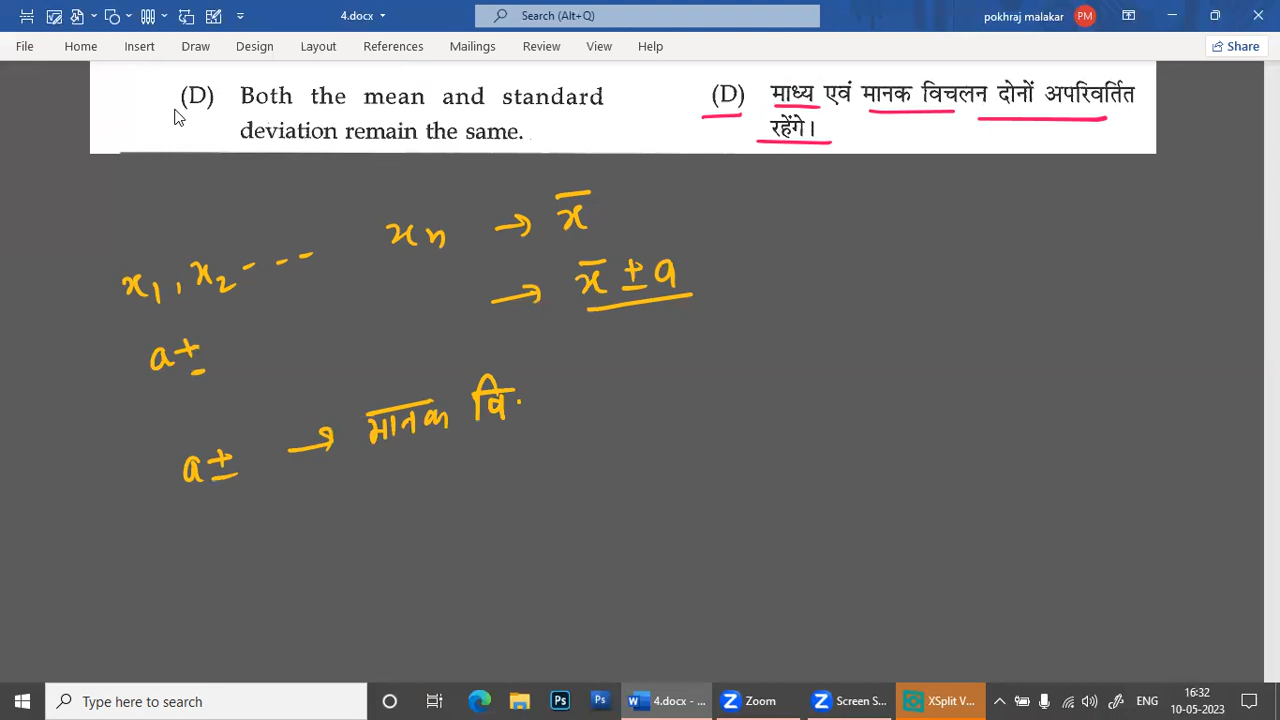 4.docx
Search (Alt+Q)
pokhraj malakar
PM
File Home Insert Draw Design Layout References Mailings Review View Help
Share
(D) Both the mean and standard
deviation remain the same.
(D) माध्य एवं मानक विचलन दोनों अपरिवर्तित
रहेंगे।
x₁, x₂ - - - xₙ → x̄
→ x̄ ± a
a ±
a ± → मानक वि.
Type here to search
Ps
Ps
4.docx - ...
Zoom
Screen S...
XSplit V...
ENG
16:32
10-05-2023